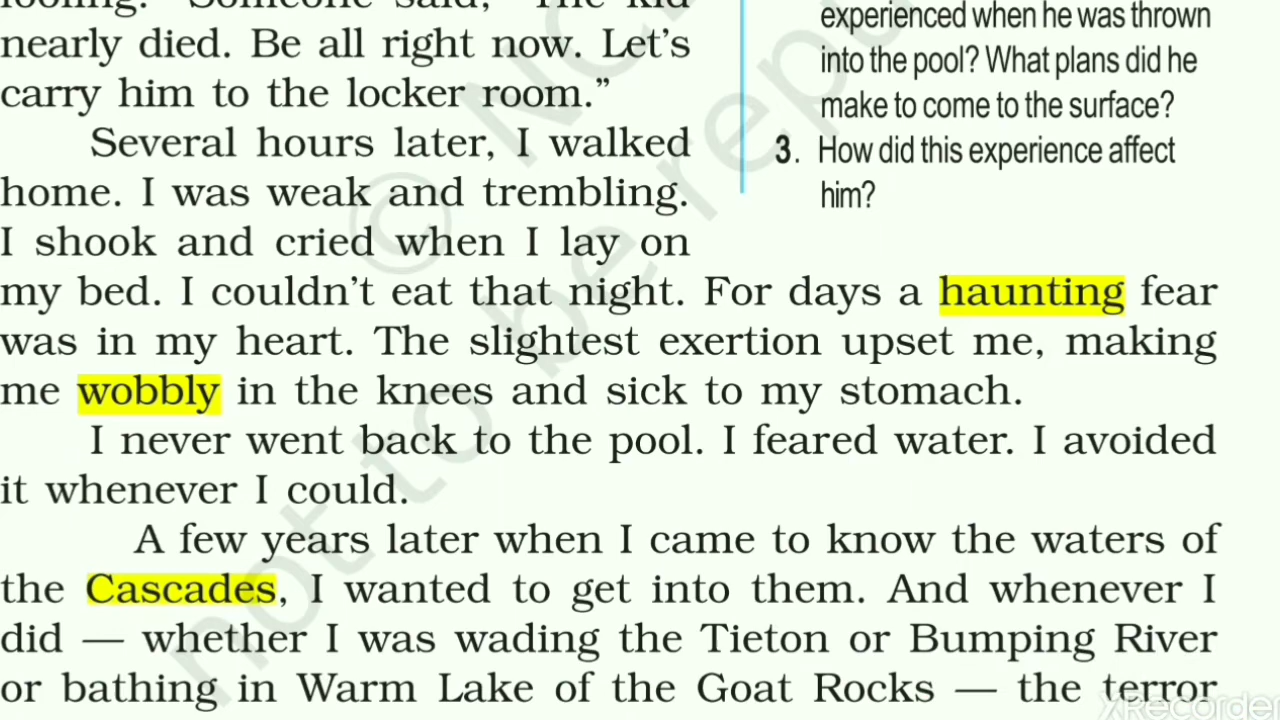 nearly died. Be all right now. Let's
carry him to the locker room.”
Several hours later, I walked
home. I was weak and trembling.
I shook and cried when I lay on
my bed. I couldn't eat that night. For days a haunting fear
was in my heart. The slightest exertion upset me, making
me wobbly in the knees and sick to my stomach.
I never went back to the pool. I feared water. I avoided
it whenever I could.
A few years later when I came to know the waters of
the Cascades, I wanted to get into them. And whenever I
did — whether I was wading the Tieton or Bumping River
or bathing in Warm Lake of the Goat Rocks — the terror
experienced when he was thrown
into the pool? What plans did he
make to come to the surface?
3. How did this experience affect
him?
© NC
not to be repu
XRecorder